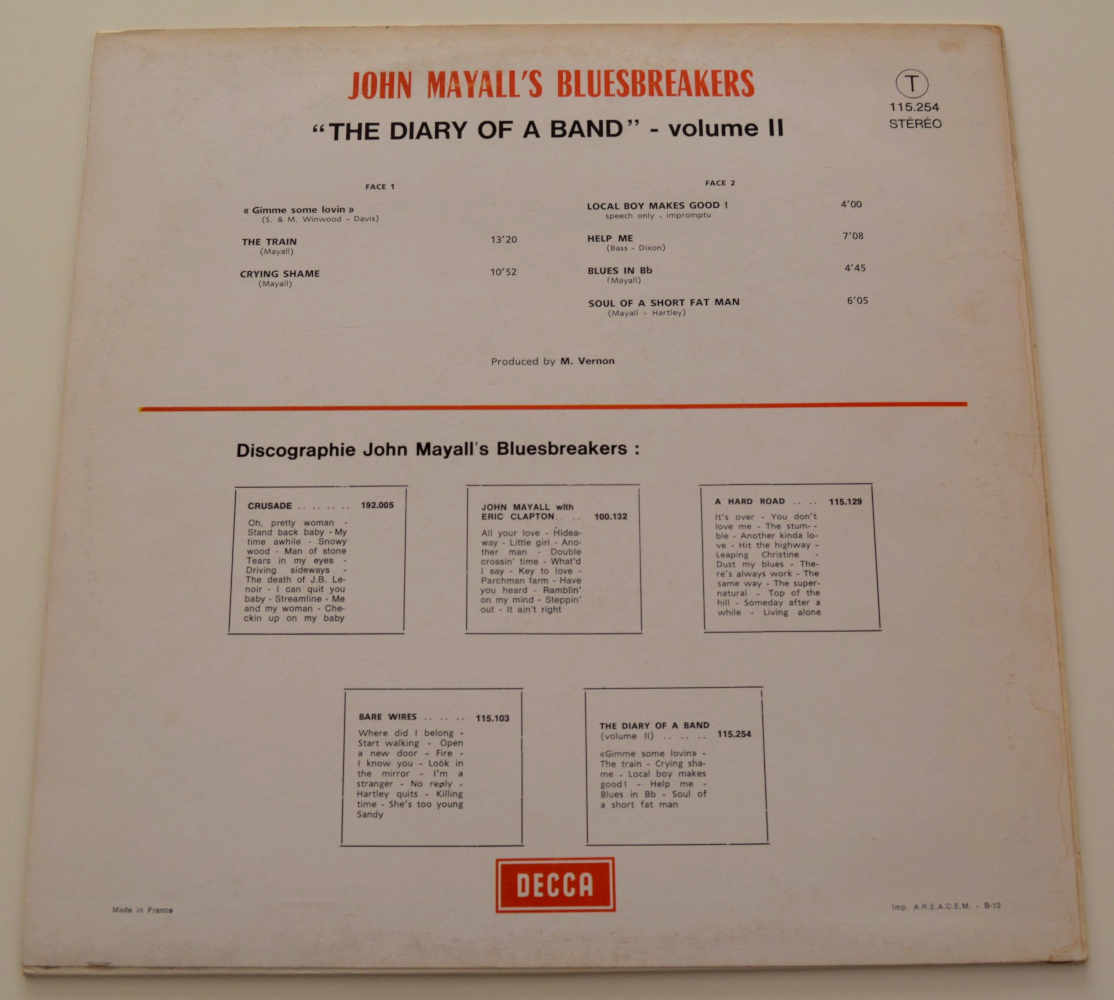 JOHN MAYALL'S BLUESBREAKERS
T
115.254
STÉRÉO
“THE DIARY OF A BAND” - volume II
FACE 1
« Gimme some lovin »
(S. & M. Winwood - Davis)
THE TRAIN 13'20
(Mayall)
CRYING SHAME 10'52
(Mayall)
FACE 2
LOCAL BOY MAKES GOOD ! 4'00
speech only . impromptu
HELP ME 7'08
(Bass - Dixon)
BLUES IN Bb 4'45
(Mayall)
SOUL OF A SHORT FAT MAN 6'05
(Mayall - Hartley)
Produced by M. Vernon
Discographie John Mayall's Bluesbreakers :
CRUSADE .. .. .. .. 192.005
Oh, pretty woman -
Stand back baby - My
time awhile - Snowy
wood - Man of stone
Tears in my eyes -
Driving sideways -
The death of J.B. Le-
noir - I can quit you
baby - Streamline - Me
and my woman - Che-
ckin up on my baby
JOHN MAYALL with
ERIC CLAPTON .. .. 100.132
All your love - Hidea-
way - Little girl - Ano-
ther man - Double
crossin' time - What'd
I say - Key to love -
Parchman farm - Have
you heard - Ramblin'
on my mind - Steppin'
out - It ain't right
A HARD ROAD .. .. 115.129
It's over - You don't
love me - The stum- -
ble - Another kinda lo-
ve - Hit the highway -
Leaping Christine -
Dust my blues - The-
re's always work - The
same way - The super-
natural - Top of the
hill - Someday after a
while - Living alone
BARE WIRES .. .. .. 115.103
Where did I belong -
Start walking - Open
a new door - Fire -
I know you - Look in
the mirror - I'm a
stranger - No reply -
Hartley quits - Killing
time - She's too young
Sandy
THE DIARY OF A BAND
(volume II) .. .. .. 115.254
«Gimme some lovin» -
The train - Crying sha-
me - Local boy makes
good! - Help me -
Blues in Bb - Soul of
a short fat man
DECCA
Made in France
Imp. A.R.E.A.C.E.M. - B-13